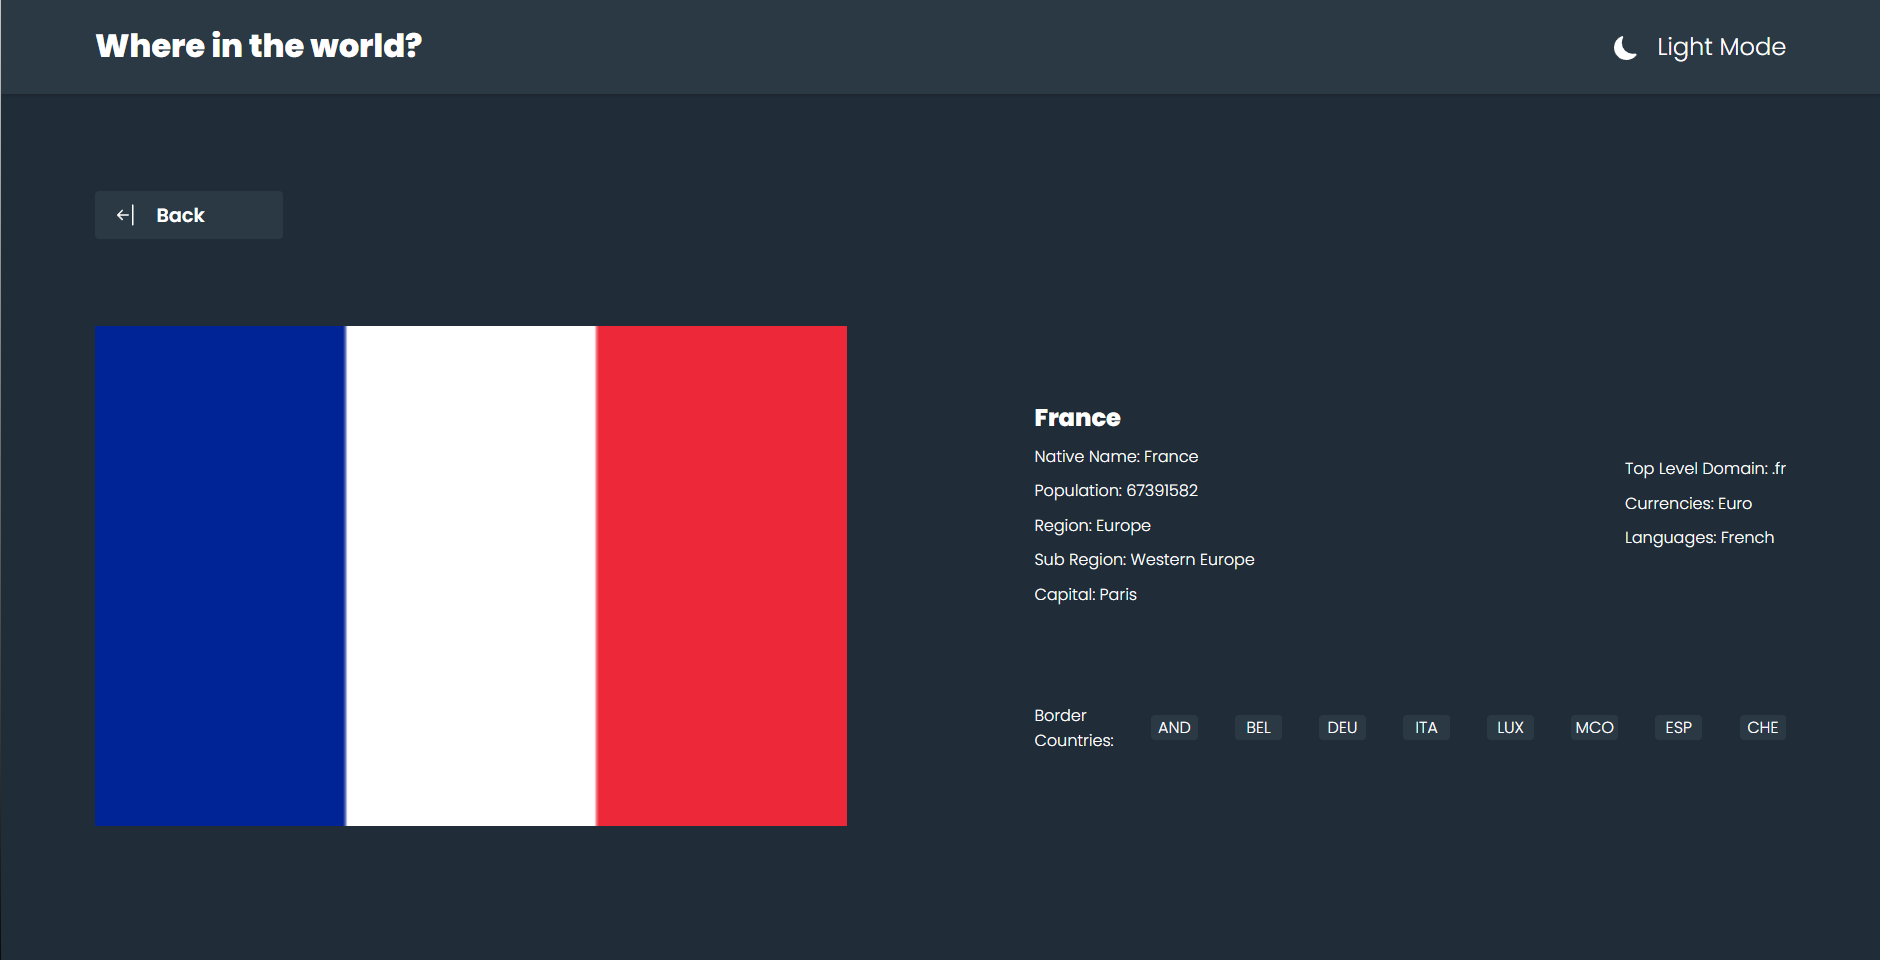 Where in the world?
Light Mode
Back
France
Native Name: France
Population: 67391582
Region: Europe
Sub Region: Western Europe
Capital: Paris
Top Level Domain: .fr
Currencies: Euro
Languages: French
Border
Countries:
AND BEL DEU ITA LUX MCO ESP CHE